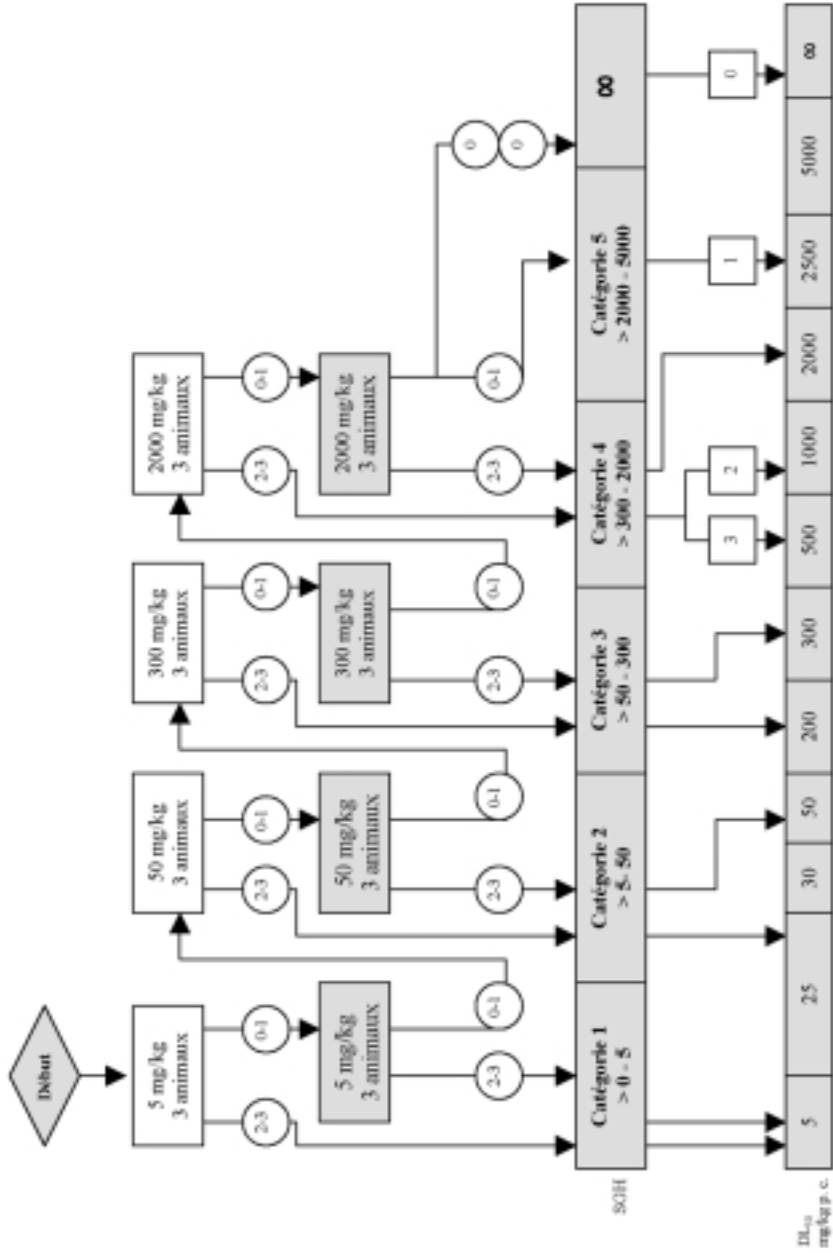 Début
5 mg/kg
3 animaux
50 mg/kg
3 animaux
300 mg/kg
3 animaux
2000 mg/kg
3 animaux
2-3
0-1
2-3
0-1
2-3
0-1
2-3
0-1
5 mg/kg
3 animaux
50 mg/kg
3 animaux
300 mg/kg
3 animaux
2000 mg/kg
3 animaux
2-3
0-1
2-3
0-1
2-3
0-1
2-3
0-1
0
0
SGH
Catégorie 1
> 0 - 5
Catégorie 2
> 5- 50
Catégorie 3
> 50 - 300
Catégorie 4
> 300 - 2000
Catégorie 5
> 2000 - 5000
∞
3
2
1
0
DL₅₀
mg/kg p. c.
5
25
30
50
200
300
500
1000
2000
2500
5000
∞